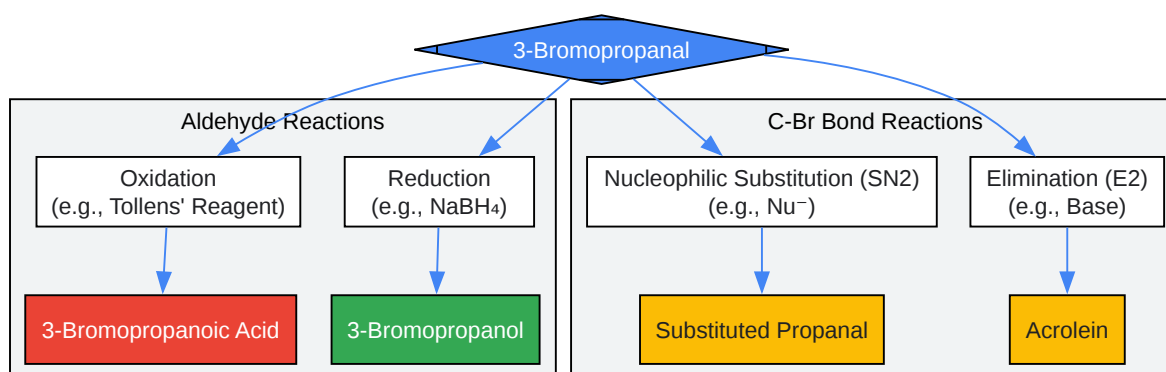 3-Bromopropanal
Aldehyde Reactions
C-Br Bond Reactions
Oxidation
(e.g., Tollens' Reagent)
Reduction
(e.g., NaBH₄)
Nucleophilic Substitution (SN2)
(e.g., Nu⁻)
Elimination (E2)
(e.g., Base)
3-Bromopropanoic Acid
3-Bromopropanol
Substituted Propanal
Acrolein